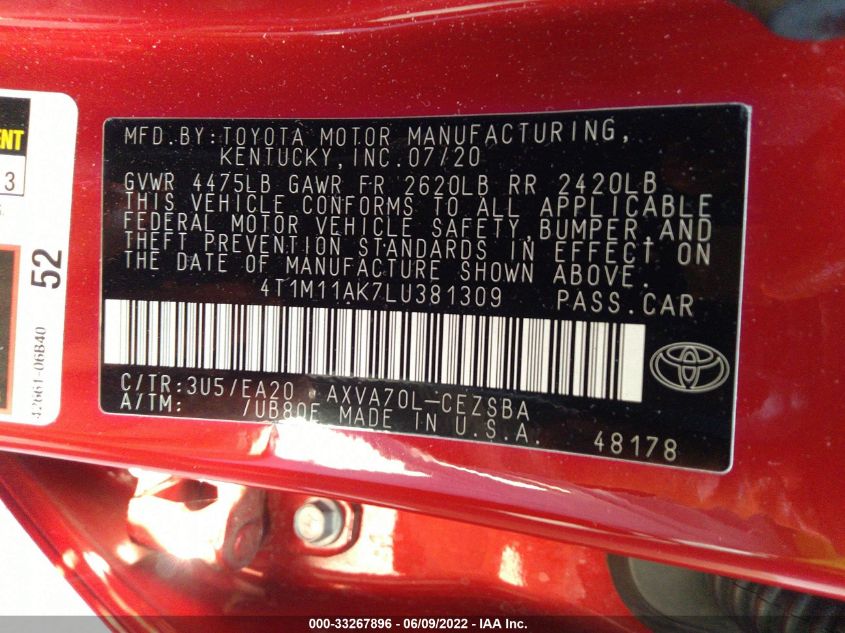 MFD.BY:TOYOTA MOTOR MANUFACTURING,
KENTUCKY,INC.07/20
GVWR 4475LB GAWR FR 2620LB RR 2420LB
THIS VEHICLE CONFORMS TO ALL APPLICABLE
FEDERAL MOTOR VEHICLE SAFETY,BUMPER,AND
THEFT PREVENTION STANDARDS IN EFFECT ON
THE DATE OF MANUFACTURE SHOWN ABOVE.
4T1M11AK7LU381309 PASS.CAR
C/TR:3U5/EA20 AXVA70L-CEZSBA
A/TM: /UB80E MADE IN U.S.A. 48178
3
52
42661-06B40
000-33267896 - 06/09/2022 - IAA Inc.